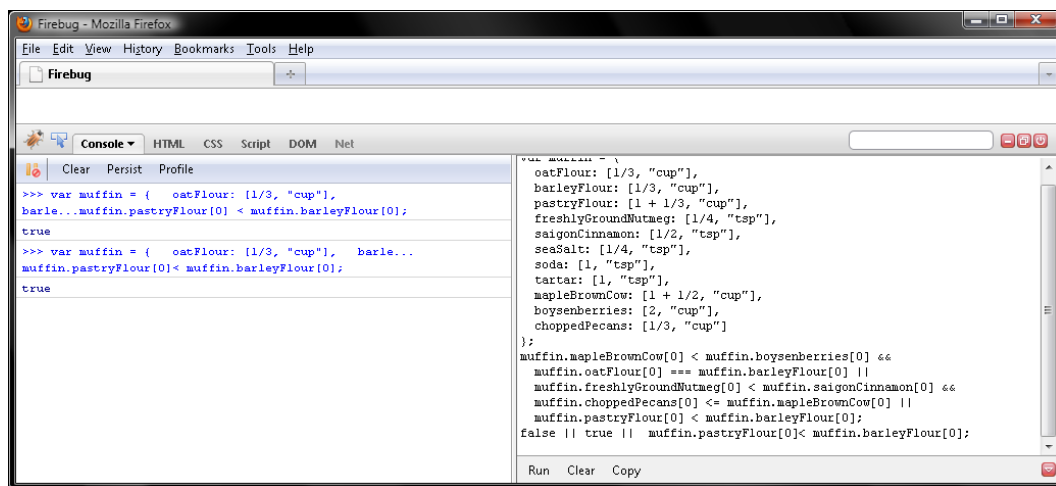 Firebug - Mozilla Firefox
File Edit View History Bookmarks Tools Help
Firebug
Console HTML CSS Script DOM Net
Clear Persist Profile
>>> var muffin = {   oatFlour: [1/3, "cup"],
barle...muffin.pastryFlour[0] < muffin.barleyFlour[0];
true
>>> var muffin = {   oatFlour: [1/3, "cup"],   barle...
muffin.pastryFlour[0]< muffin.barleyFlour[0];
true
var muffin = {
  oatFlour: [1/3, "cup"],
  barleyFlour: [1/3, "cup"],
  pastryFlour: [1 + 1/3, "cup"],
  freshlyGroundNutmeg: [1/4, "tsp"],
  saigonCinnamon: [1/2, "tsp"],
  seaSalt: [1/4, "tsp"],
  soda: [1, "tsp"],
  tartar: [1, "tsp"],
  mapleBrownCow: [1 + 1/2, "cup"],
  boysenberries: [2, "cup"],
  choppedPecans: [1/3, "cup"]
};
muffin.mapleBrownCow[0] < muffin.boysenberries[0] &&
  muffin.oatFlour[0] === muffin.barleyFlour[0] ||
  muffin.freshlyGroundNutmeg[0] < muffin.saigonCinnamon[0] &&
  muffin.choppedPecans[0] <= muffin.mapleBrownCow[0] ||
  muffin.pastryFlour[0] < muffin.barleyFlour[0];
false || true ||  muffin.pastryFlour[0]< muffin.barleyFlour[0];
Run Clear Copy